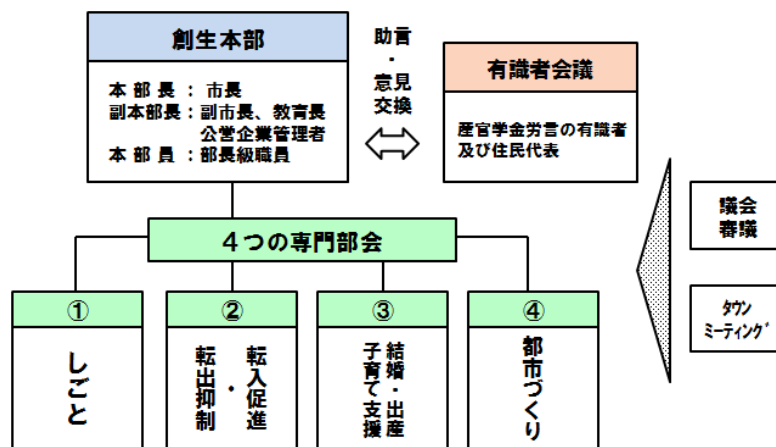 創生本部
本部長：市長
副本部長：副市長、教育長
公営企業管理者
本部員：部長級職員
助言
・
意見
交換
有識者会議
産官学金労言の有識者
及び住民代表
議会
審議
ﾀｳﾝ
ﾐｰﾃｨﾝｸﾞ
４つの専門部会
①
しごと
②
転入促進
・
転出抑制
③
結婚・出産
子育て支援
④
都市づくり